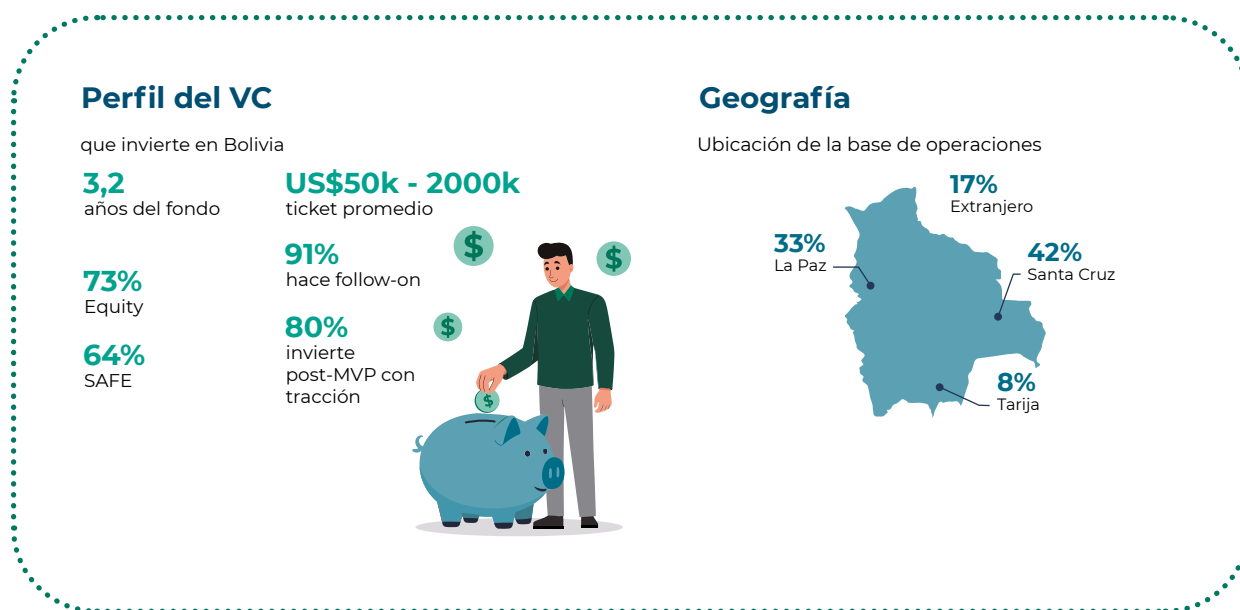 Perfil del VC
que invierte en Bolivia
3,2
años del fondo
73%
Equity
64%
SAFE
US$50k - 2000k
ticket promedio
91%
hace follow-on
80%
invierte
post-MVP con
tracción
$
$
$
$
Geografía
Ubicación de la base de operaciones
17%
Extranjero
33%
La Paz
42%
Santa Cruz
8%
Tarija